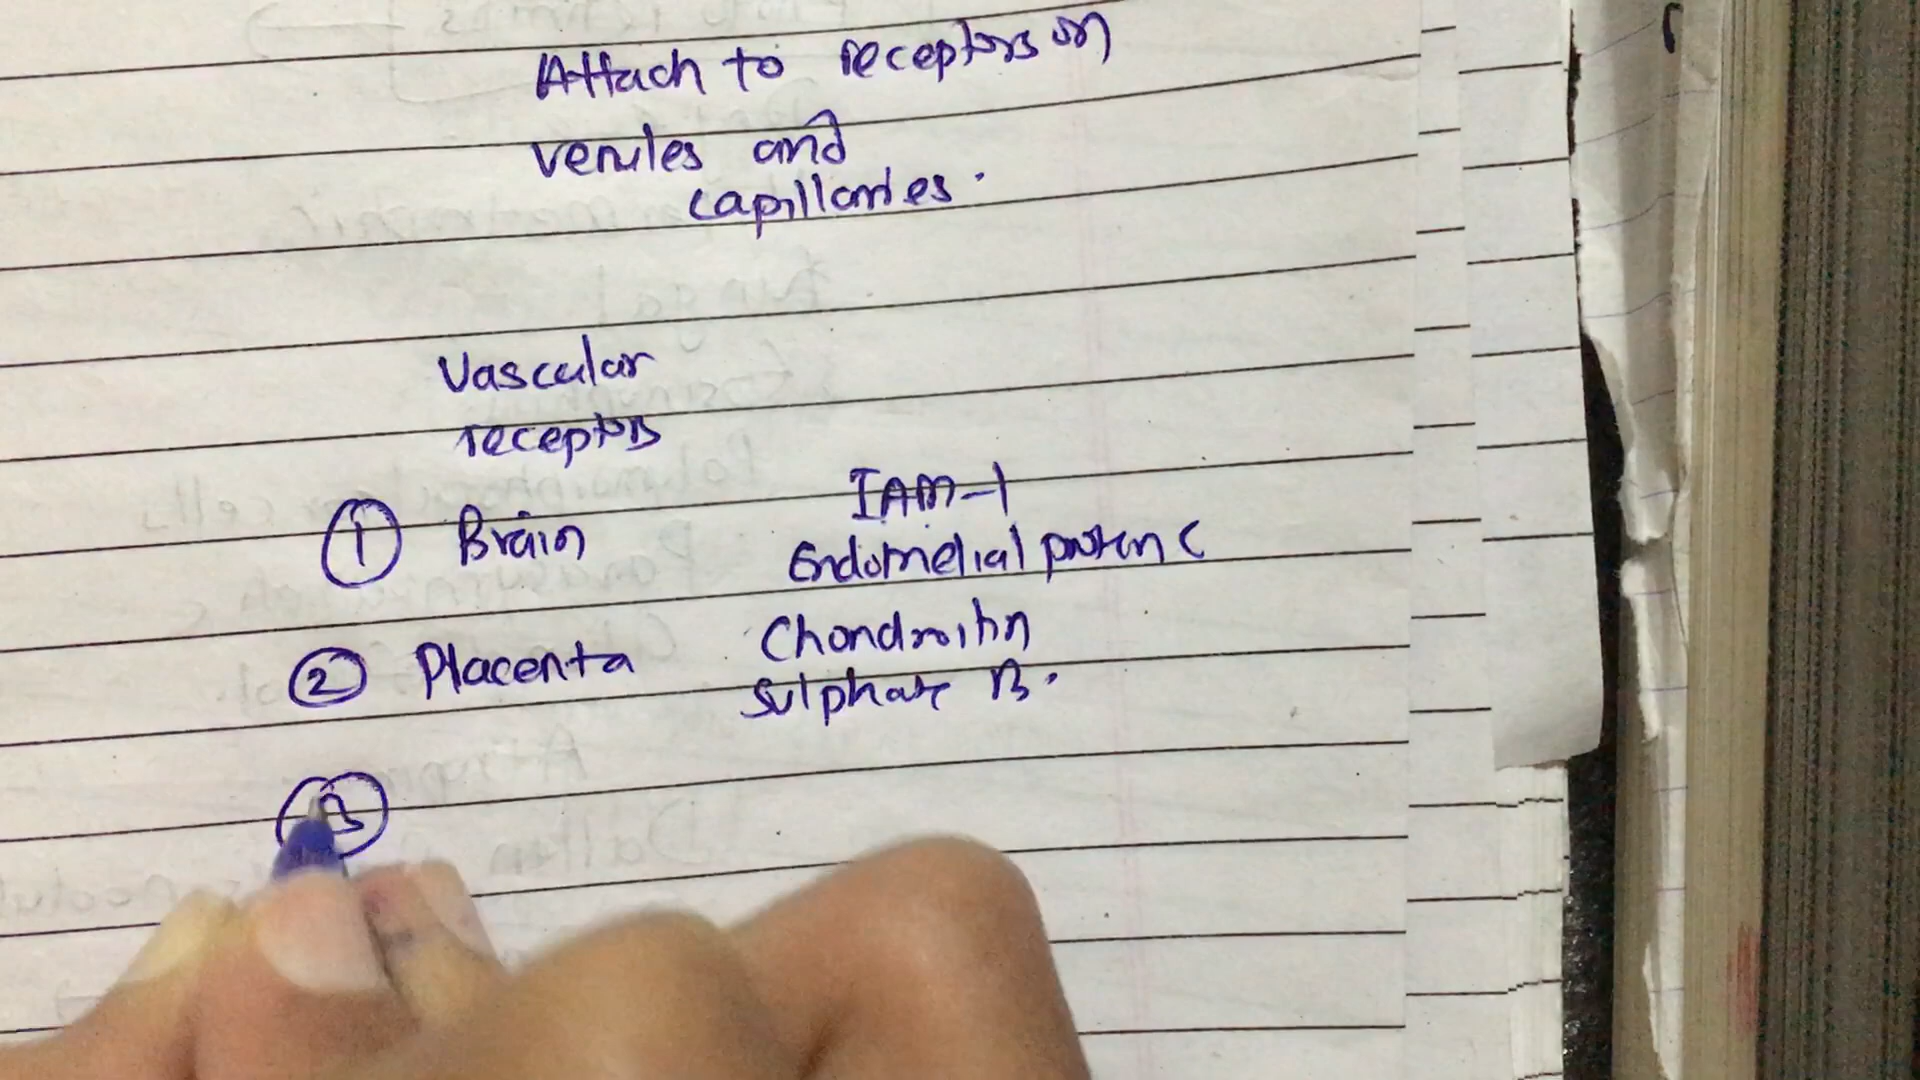 Attach to receptors on
venules and
capillaries.
Vascular
receptors
① Brain IAM-1
Endothelial protein C
② Placenta Chondroitin
Sulphate B.
③